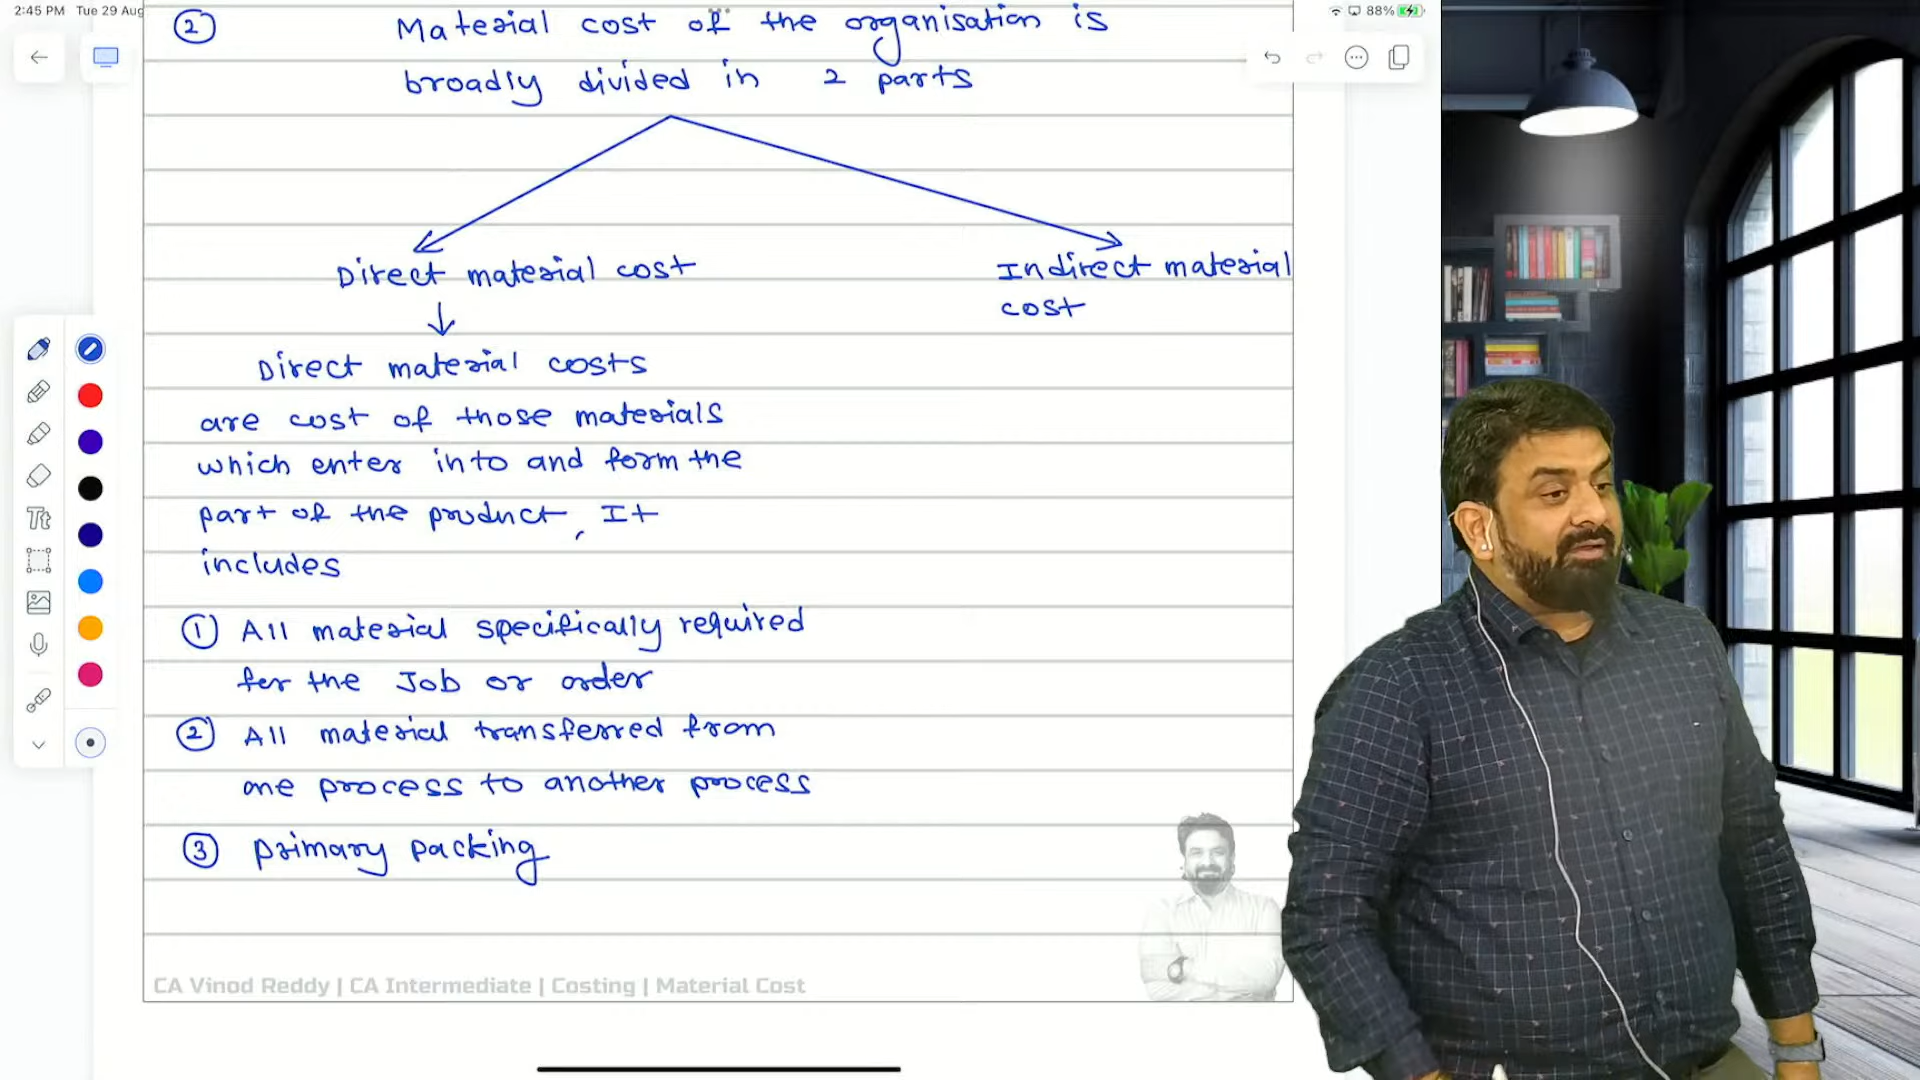 2:45 PM Tue 29 Aug
88%
② Material cost of the organisation is
broadly divided in 2 parts
Direct material cost
Indirect material
cost
Direct material costs
are cost of those materials
which enter into and form the
part of the product, It
includes
① All material specifically required
for the Job or order
② All material transferred from
one process to another process
③ primary packing
Tt
CA Vinod Reddy | CA Intermediate | Costing | Material Cost